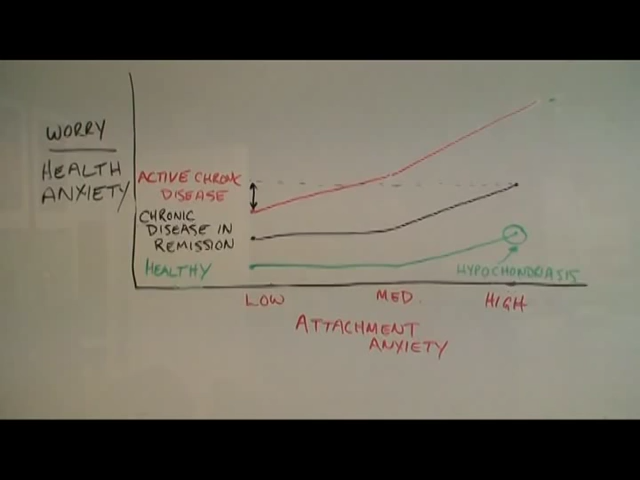 WORRY
HEALTH
ANXIETY
ACTIVE CHRONIC
DISEASE
CHRONIC
DISEASE IN
REMISSION
HEALTHY
HYPOCHONDRIASIS
LOW
MED.
HIGH
ATTACHMENT
ANXIETY